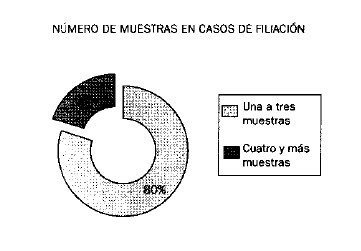 NÚMERO DE MUESTRAS EN CASOS DE FILIACIÓN
Una a tres
muestras
Cuatro y más
muestras
80%